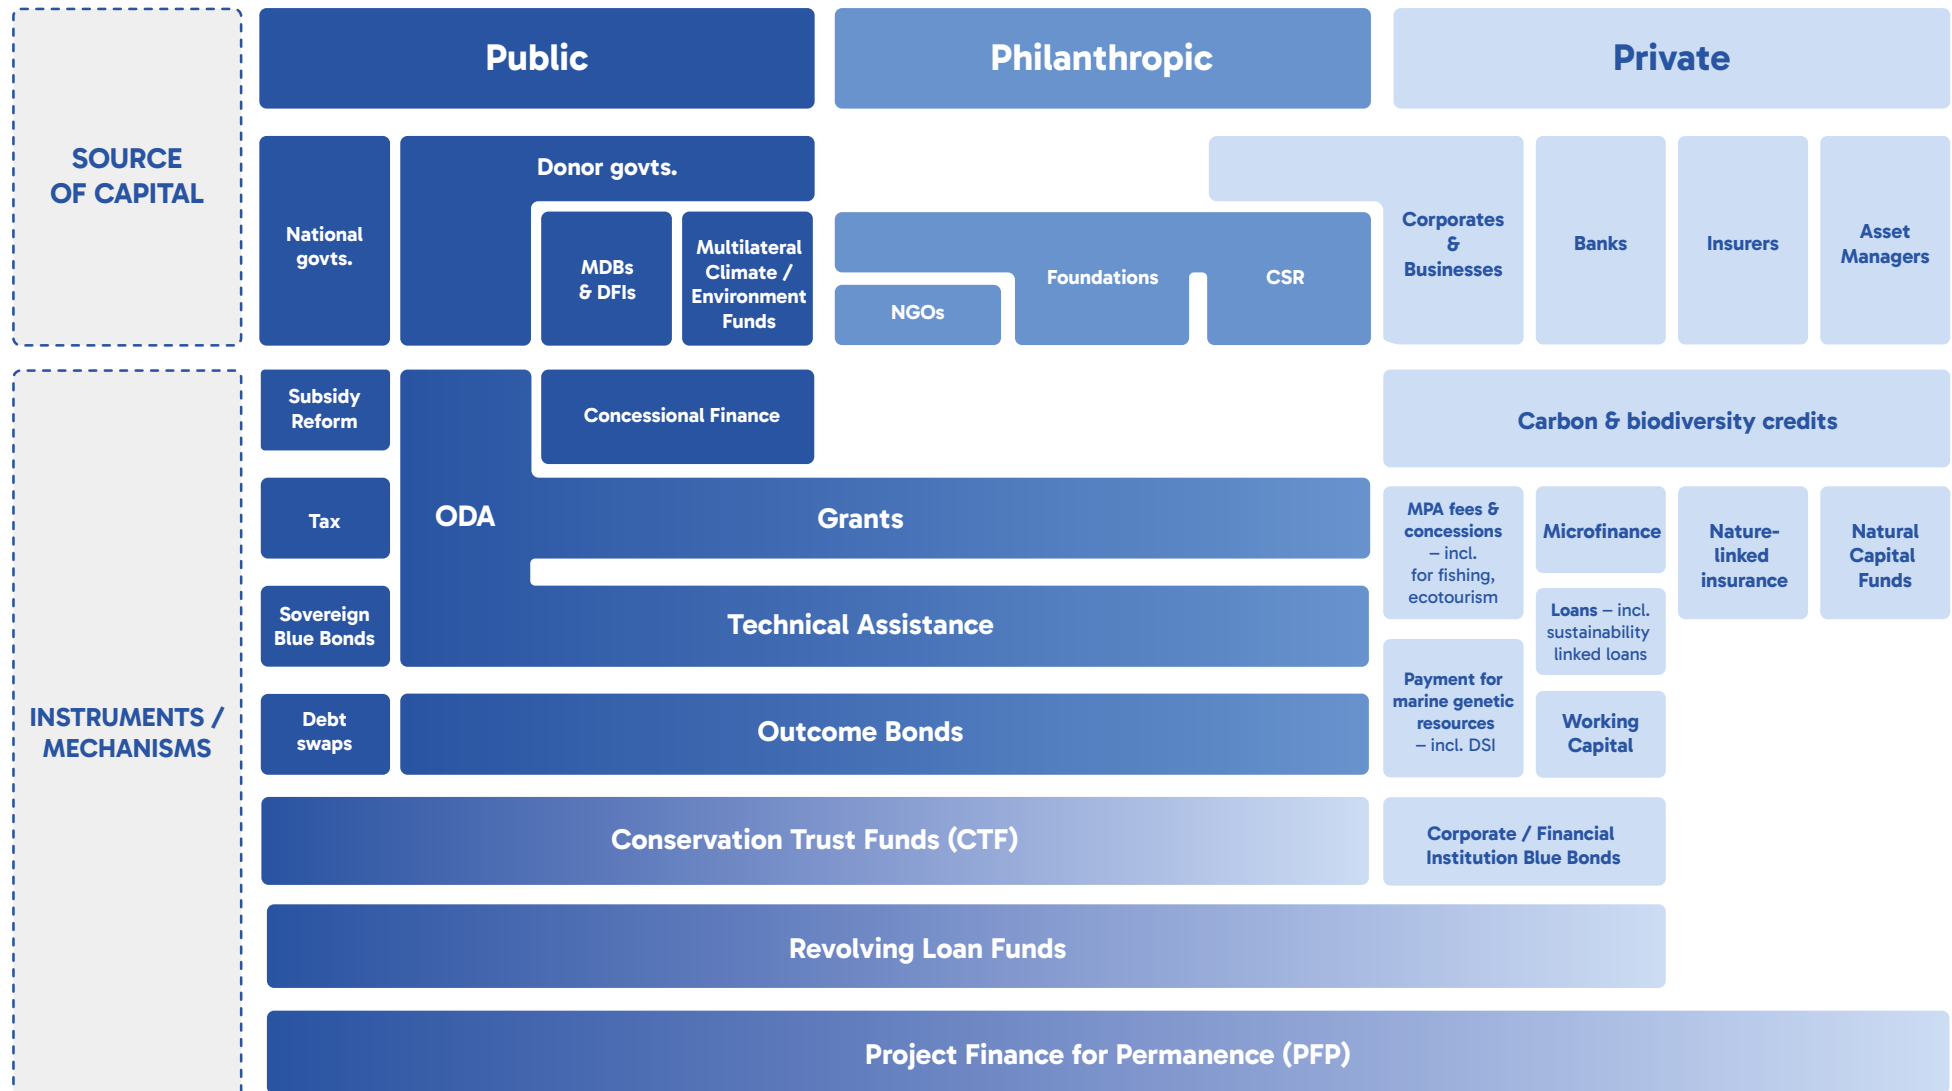 Public
Philanthropic
Private
SOURCE
OF CAPITAL
National
govts.
Donor govts.
MDBs
& DFIs
Multilateral
Climate /
Environment
Funds
NGOs
Foundations
CSR
Corporates
&
Businesses
Banks
Insurers
Asset
Managers
INSTRUMENTS /
MECHANISMS
Subsidy
Reform
Tax
Sovereign
Blue Bonds
Debt
swaps
ODA
Concessional Finance
Grants
Technical Assistance
Outcome Bonds
Carbon & biodiversity credits
MPA fees &
concessions
– incl.
for fishing,
ecotourism
Payment for
marine genetic
resources
– incl. DSI
Microfinance
Loans – incl.
sustainability
linked loans
Working
Capital
Nature-
linked
insurance
Natural
Capital
Funds
Conservation Trust Funds (CTF)
Corporate / Financial
Institution Blue Bonds
Revolving Loan Funds
Project Finance for Permanence (PFP)